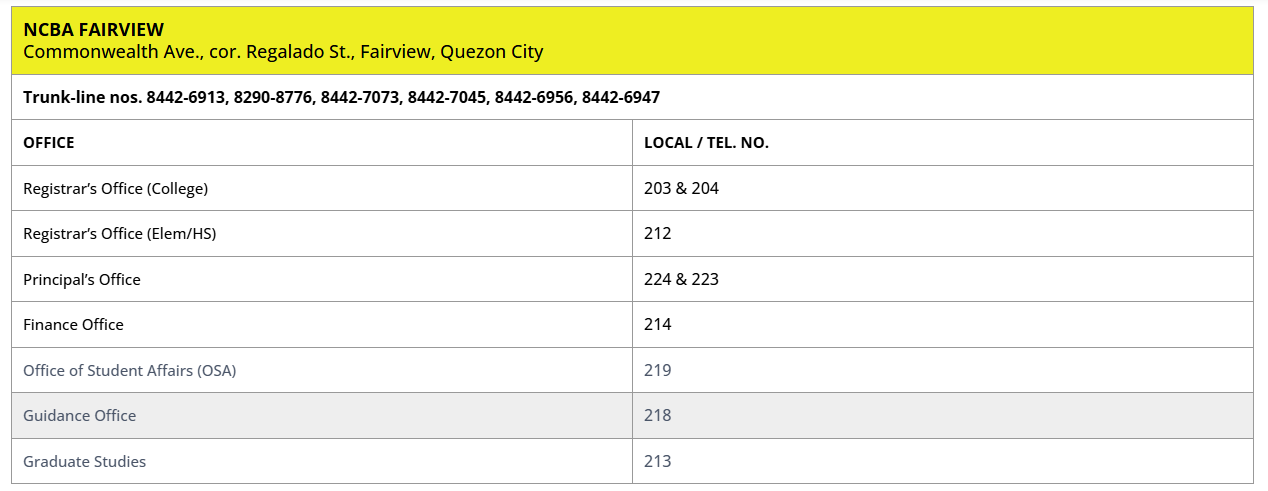 NCBA FAIRVIEW
Commonwealth Ave., cor. Regalado St., Fairview, Quezon City
Trunk-line nos. 8442-6913, 8290-8776, 8442-7073, 8442-7045, 8442-6956, 8442-6947
OFFICE LOCAL / TEL. NO.
Registrar’s Office (College) 203 & 204
Registrar’s Office (Elem/HS) 212
Principal’s Office 224 & 223
Finance Office 214
Office of Student Affairs (OSA) 219
Guidance Office 218
Graduate Studies 213